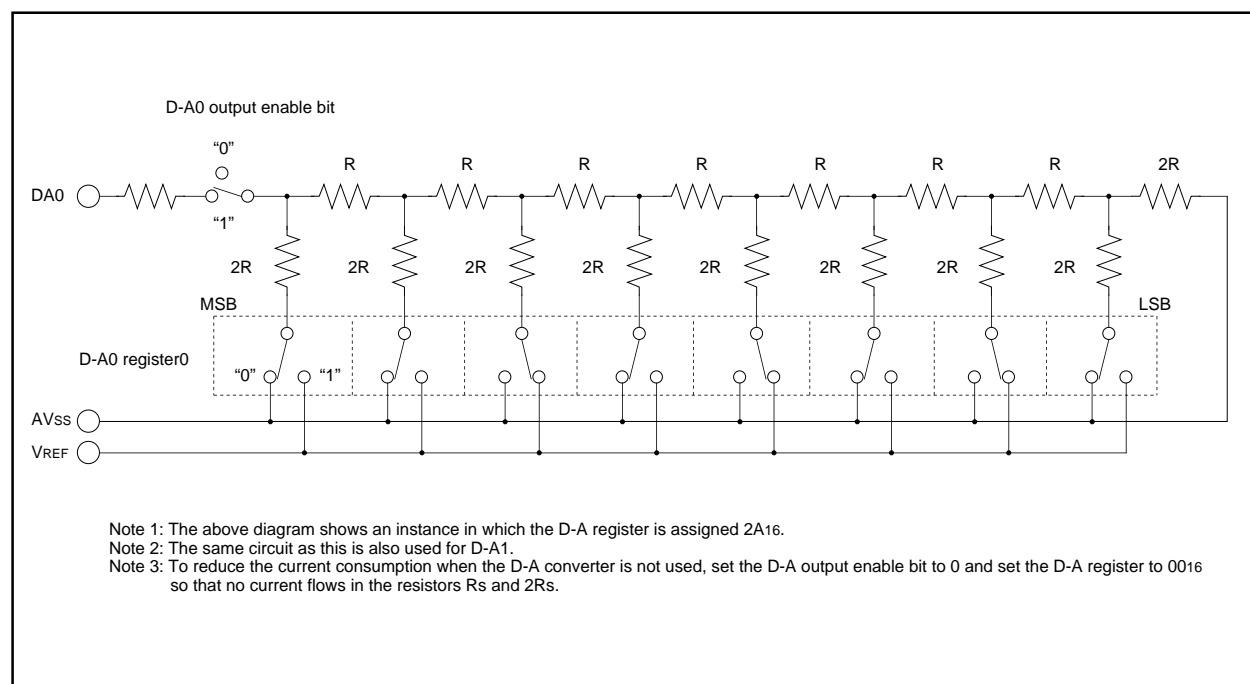 D-A0 output enable bit
“0”
R R R R R R R 2R
DA0
“1”
2R 2R 2R 2R 2R 2R 2R 2R
MSB LSB
D-A0 register0
“0” “1”
AVSS
VREF
Note 1: The above diagram shows an instance in which the D-A register is assigned 2A16.
Note 2: The same circuit as this is also used for D-A1.
Note 3: To reduce the current consumption when the D-A converter is not used, set the D-A output enable bit to 0 and set the D-A register to 0016
so that no current flows in the resistors Rs and 2Rs.